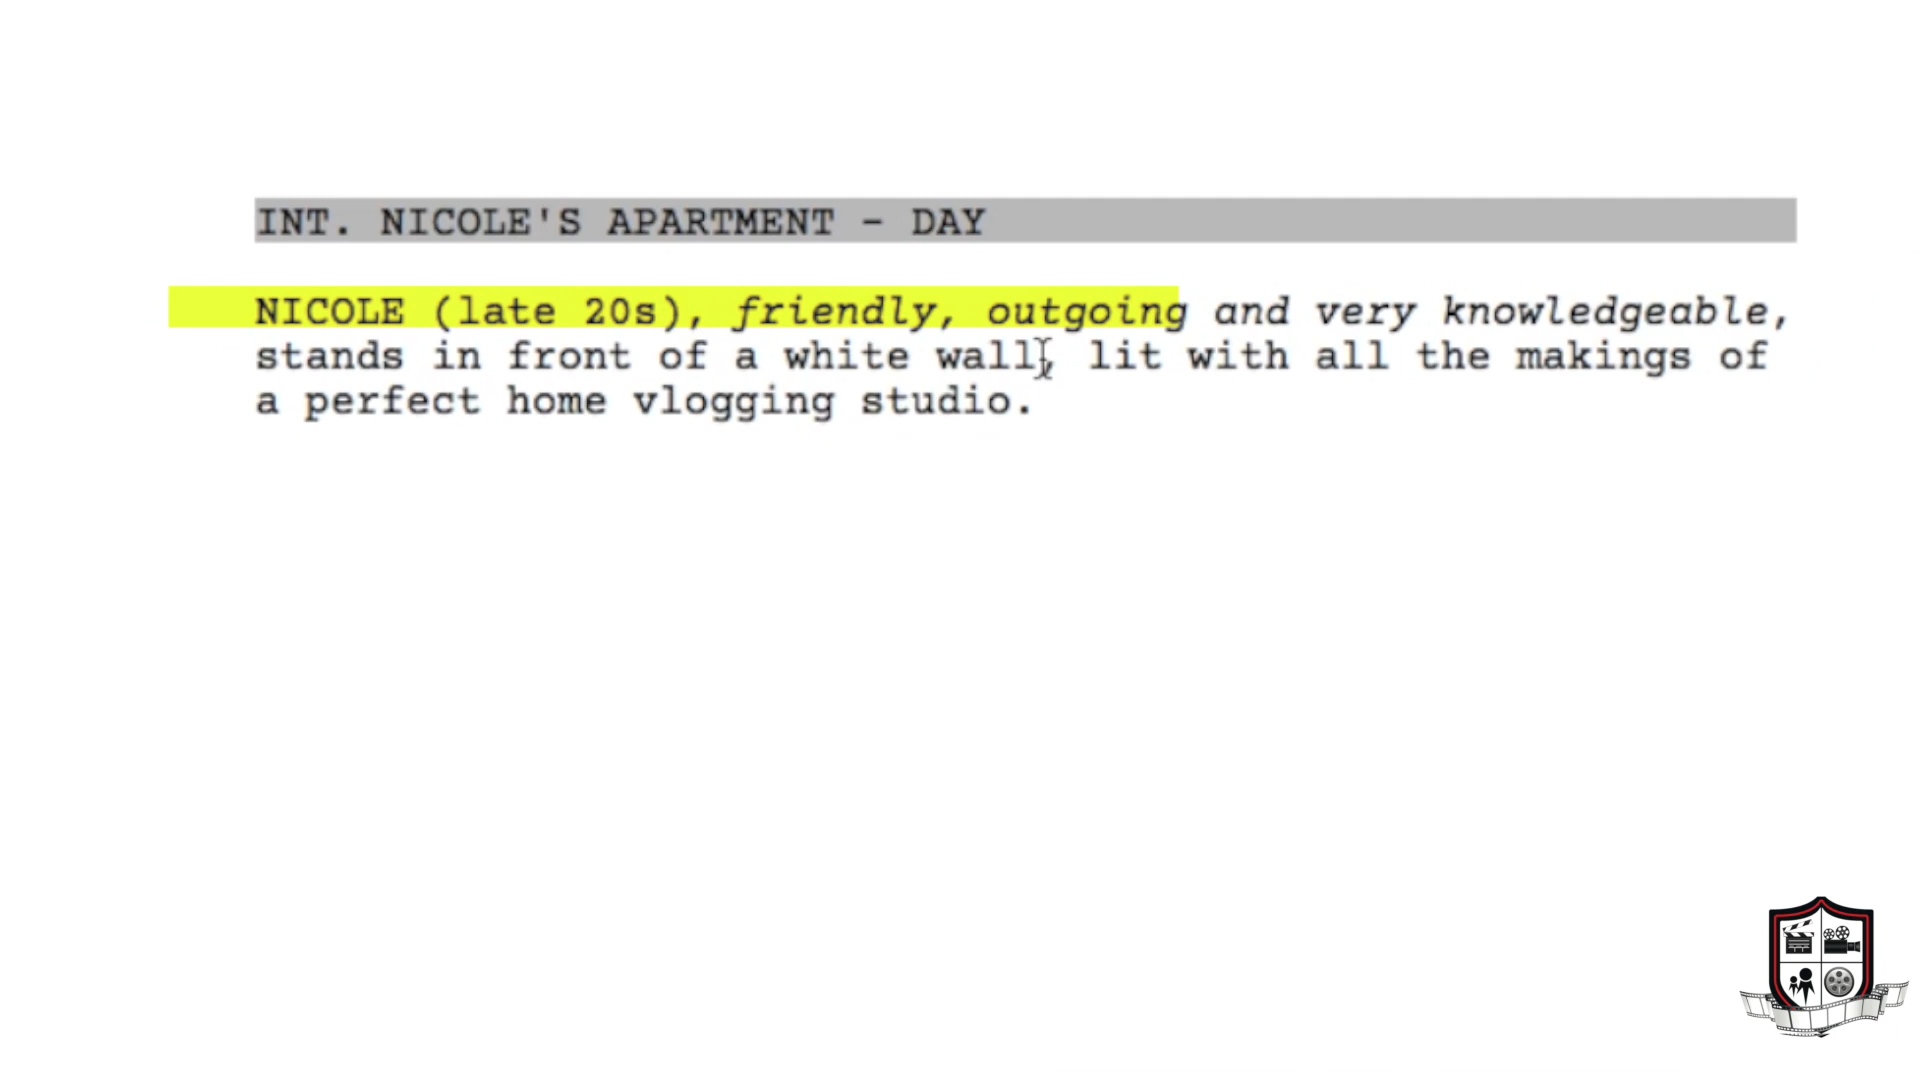 INT. NICOLE'S APARTMENT - DAY
NICOLE (late 20s), friendly, outgoing and very knowledgeable,
stands in front of a white wall, lit with all the makings of
a perfect home vlogging studio.